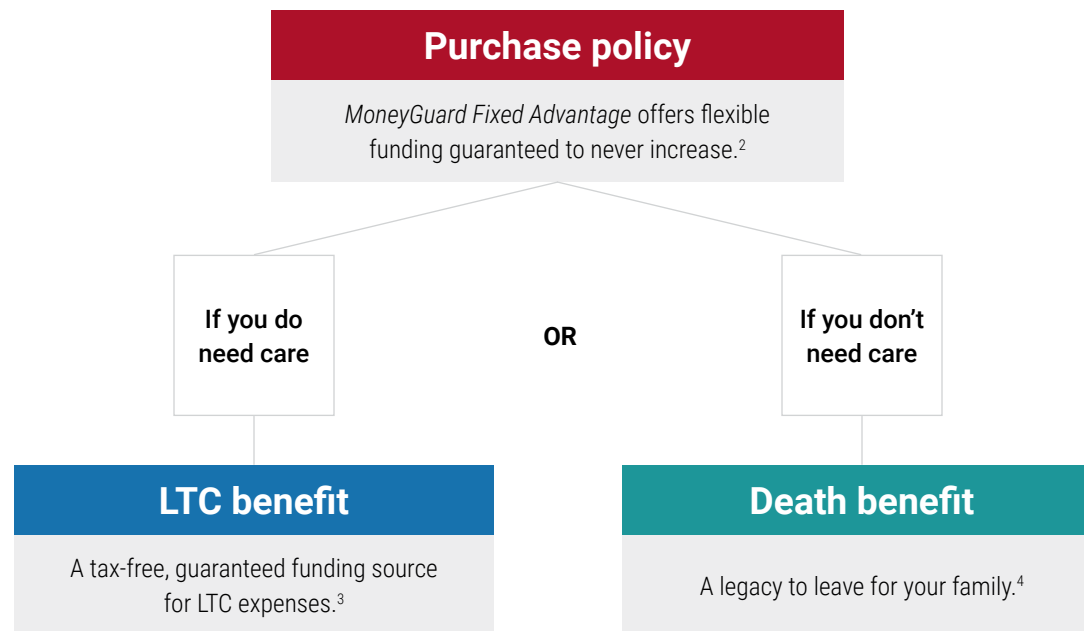 Purchase policy
MoneyGuard Fixed Advantage offers flexible
funding guaranteed to never increase.²
If you do
need care
OR
If you don’t
need care
LTC benefit
A tax-free, guaranteed funding source
for LTC expenses.³
Death benefit
A legacy to leave for your family.⁴